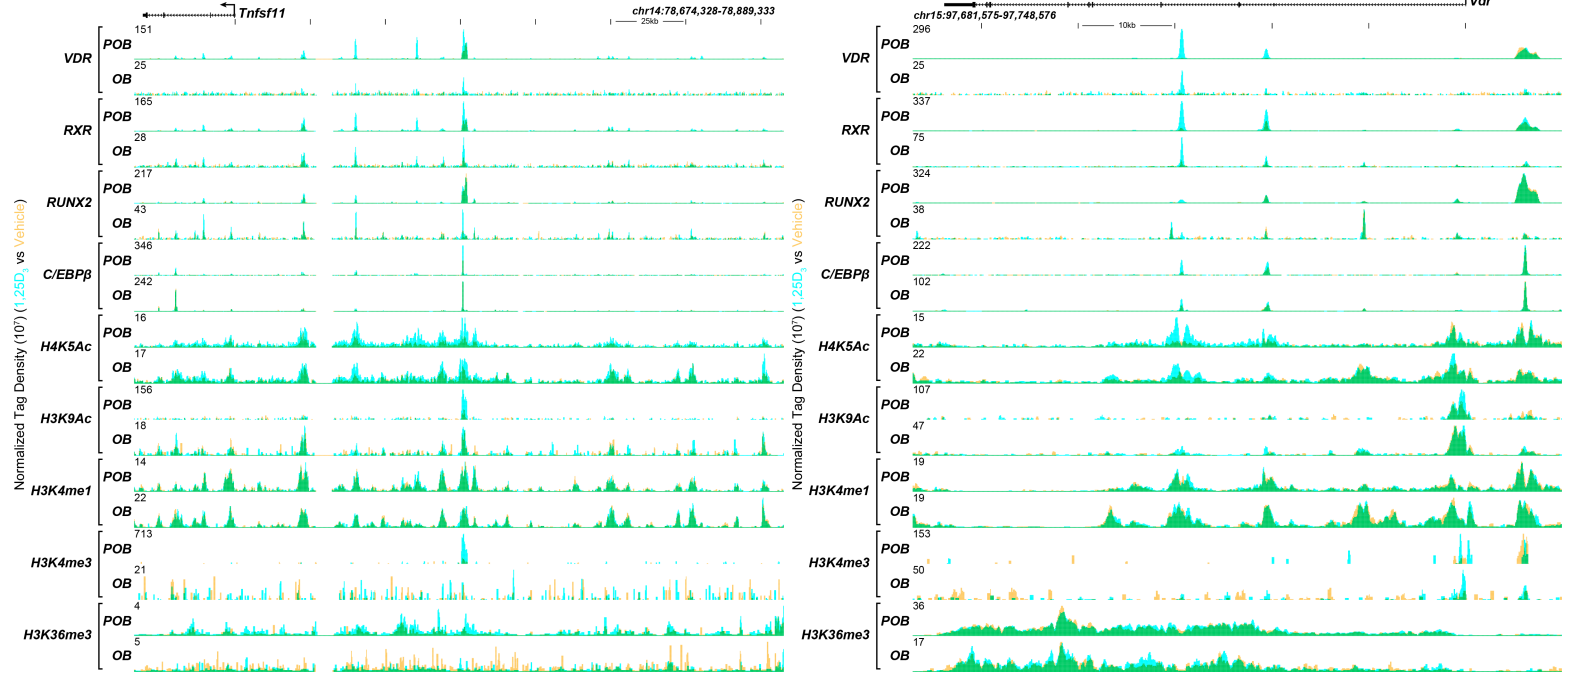 Tnfsf11
chr14:78,674,328-78,889,333
25kb
Normalized Tag Density (10⁷) (1,25D₃ vs Vehicle)
VDR
POB
151
OB
25
RXR
POB
165
OB
28
RUNX2
POB
217
OB
43
C/EBPβ
POB
346
OB
242
H4K5Ac
POB
16
OB
17
H3K9Ac
POB
156
OB
18
H3K4me1
POB
14
OB
22
H3K4me3
POB
713
OB
21
H3K36me3
POB
4
OB
5
Vdr
chr15:97,681,575-97,748,576
10kb
Normalized Tag Density (10⁷) (1,25D₃ vs Vehicle)
VDR
POB
296
OB
25
RXR
POB
337
OB
75
RUNX2
POB
324
OB
38
C/EBPβ
POB
222
OB
102
H4K5Ac
POB
15
OB
22
H3K9Ac
POB
107
OB
47
H3K4me1
POB
19
OB
19
H3K4me3
POB
153
OB
50
H3K36me3
POB
36
OB
17